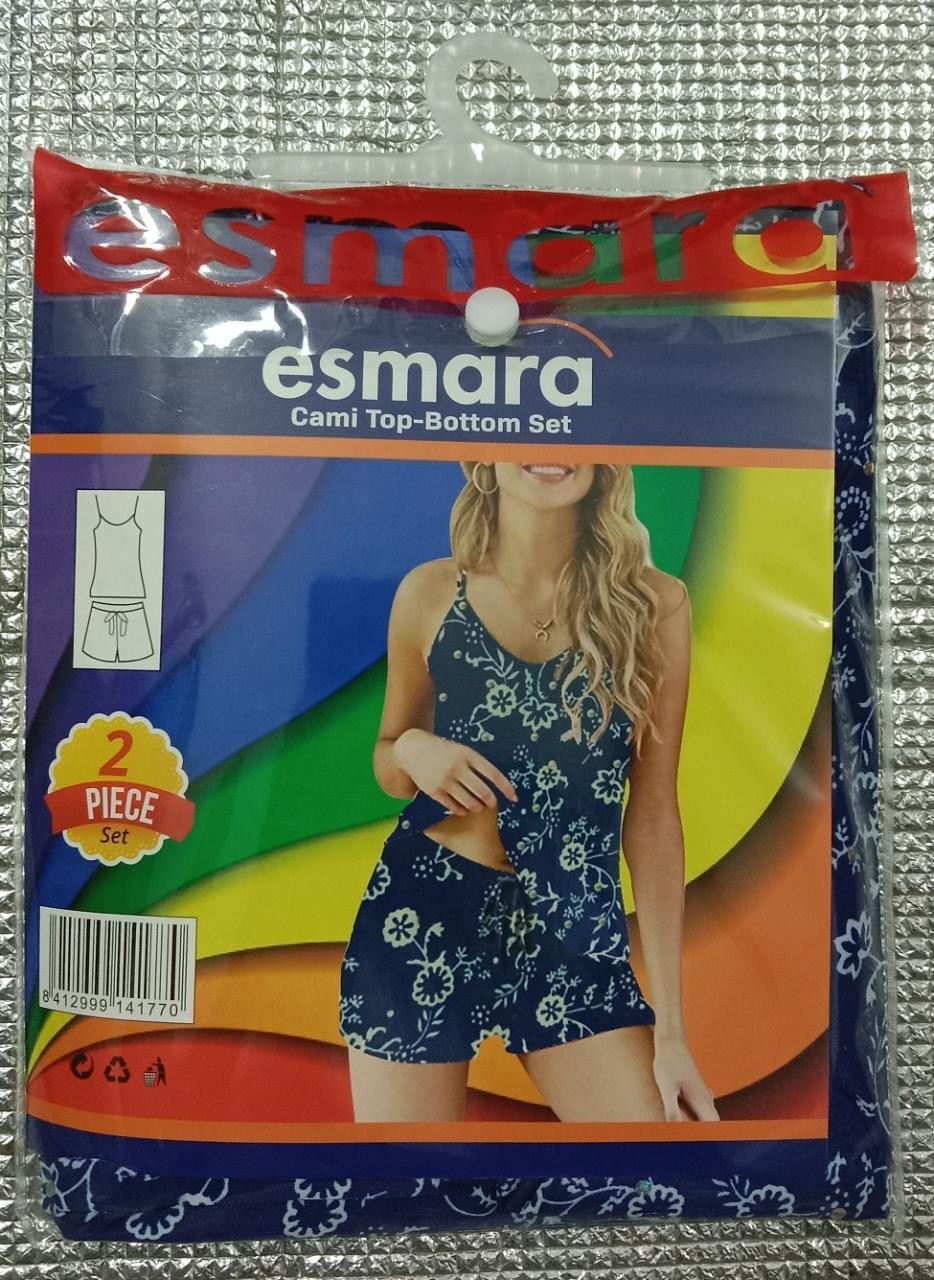 esmara
esmara
Cami Top-Bottom Set
2
PIECE
Set
8 412999 141770